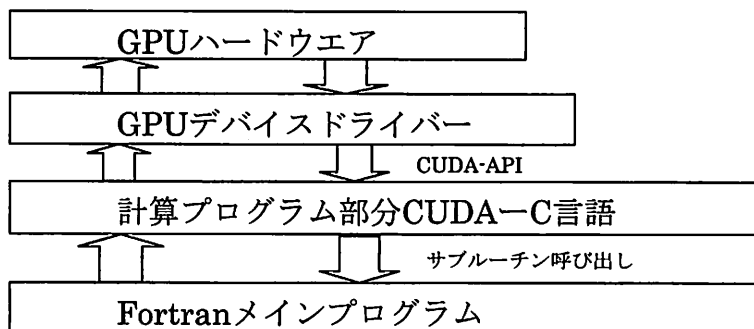 GPUハードウエア
GPUデバイスドライバー
CUDA-API
計算プログラム部分CUDAーC言語
サブルーチン呼び出し
Fortranメインプログラム